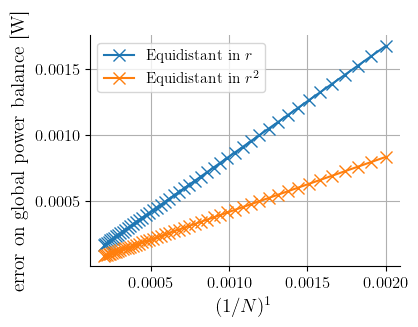 error on global power balance [W]
Equidistant in r
Equidistant in r²
0.0015
0.0010
0.0005
0.0005 0.0010 0.0015 0.0020
(1/N)¹